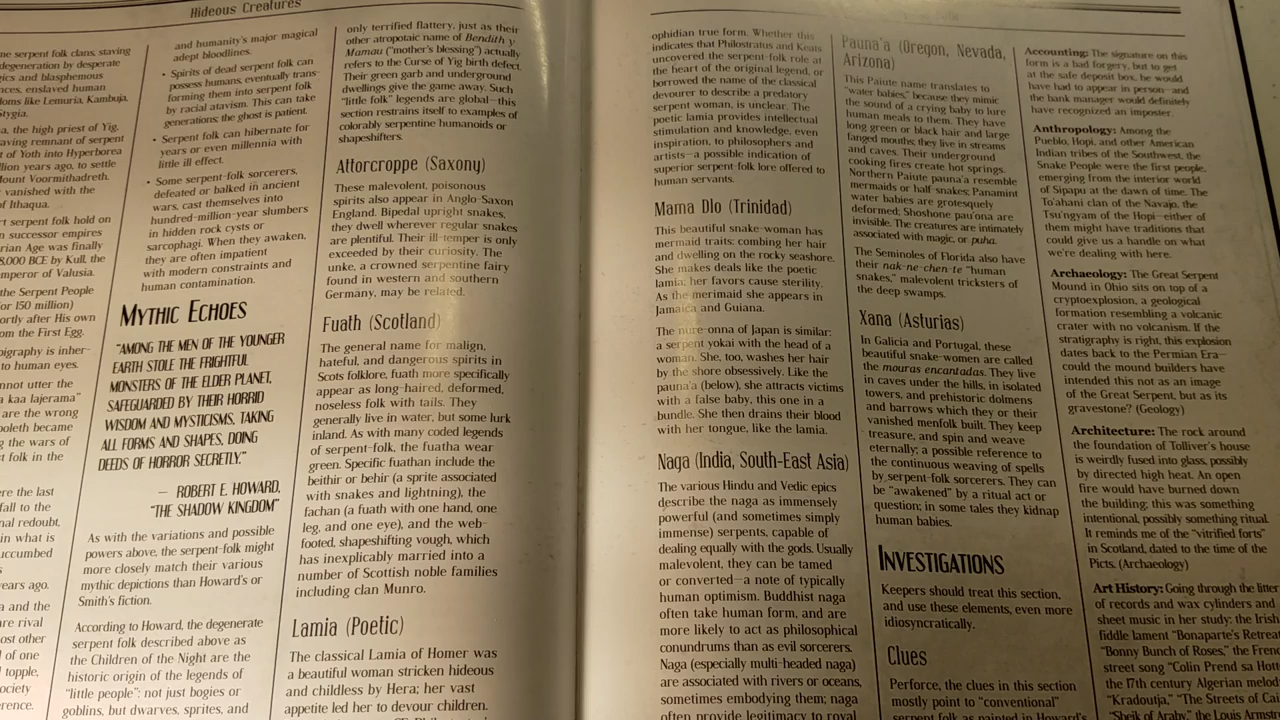 Hideous Creatures
me serpent folk clans, staving
degeneration by desperate
gics and blasphemous
nces, enslaved human
doms like Lemuria, Kambuja,
Stygia.
a, the high priest of Yig,
aving remnant of serpent
t of Yoth into Hyperborea
llion years ago, to settle
Mount Voormithadreth.
vanished with the
of Ithaqua.
rt serpent folk hold on
n successor empires
rian Age was finally
8,000 BCE by Kull, the
emperor of Valusia.
the Serpent People
(or 150 million)
ortly after His own
om the First Egg.
pigraphy is inher-
to human eyes.
nnot utter the
a kaa lajerama"
are the wrong
poleth became
g the wars of
t folk in the
ere the last
fall to the
nal redoubt,
in what is
uccumbed
years ago.
a and the
are rival
ost other
d of one
topple,
ociety
erence.
and humanity's major magical
adept bloodlines.
• Spirits of dead serpent folk can
possess humans, eventually trans-
forming them into serpent folk
by racial atavism. This can take
generations; the ghost is patient.
• Serpent folk can hibernate for
years or even millennia with
little ill effect.
• Some serpent-folk sorcerers,
defeated or balked in ancient
wars, cast themselves into
hundred-million-year slumbers
in hidden rock cysts or
sarcophagi. When they awaken,
they are often impatient
with modern constraints and
human contamination.
Mythic Echoes
"Among the men of the younger
Earth stole the frightful
monsters of the Elder Planet,
safeguarded by their horrid
wisdom and mysticisms, taking
all forms and shapes, doing
deeds of horror secretly."
— Robert E. Howard,
"The Shadow Kingdom"
As with the variations and possible
powers above, the serpent-folk might
more closely match their various
mythic depictions than Howard's or
Smith's fiction.
According to Howard, the degenerate
serpent folk described above as
the Children of the Night are the
historic origin of the legends of
"little people": not just bogies or
goblins, but dwarves, sprites, and
only terrified flattery, just as their
other atropotaic name of Bendith y
Mamau ("mother's blessing") actually
refers to the Curse of Yig birth defect.
Their green garb and underground
dwellings give the game away. Such
"little folk" legends are global—this
section restrains itself to examples of
colorably serpentine humanoids or
shapeshifters.
Attorcroppe (Saxony)
These malevolent, poisonous
spirits also appear in Anglo-Saxon
England. Bipedal upright snakes,
they dwell wherever regular snakes
are plentiful. Their ill-temper is only
exceeded by their curiosity. The
unke, a crowned serpentine fairy
found in western and southern
Germany, may be related.
Fuath (Scotland)
The general name for malign,
hateful, and dangerous spirits in
Scots folklore, fuath more specifically
appear as long-haired, deformed,
noseless folk with tails. They
generally live in water, but some lurk
inland. As with many coded legends
of serpent-folk, the fuatha wear
green. Specific fuathan include the
beithir or behir (a sprite associated
with snakes and lightning), the
fachan (a fuath with one hand, one
leg, and one eye), and the web-
footed, shapeshifting vough, which
has inexplicably married into a
number of Scottish noble families
including clan Munro.
Lamia (Poetic)
The classical Lamia of Homer was
a beautiful woman stricken hideous
and childless by Hera; her vast
appetite led her to devour children.
ophidian true form. Whether this
indicates that Philostratus and Keats
uncovered the serpent-folk role at
the heart of the original legend, or
borrowed the name of the classical
devourer to describe a predatory
serpent woman, is unclear. The
poetic lamia provides intellectual
stimulation and knowledge, even
inspiration, to philosophers and
artists—a possible indication of
superior serpent-folk lore offered to
human servants.
Mama Dlo (Trinidad)
This beautiful snake-woman has
mermaid traits: combing her hair
and dwelling on the rocky seashore.
She makes deals like the poetic
lamia; her favors cause sterility.
As the mermaid she appears in
Jamaica and Guiana.
The nure-onna of Japan is similar:
a serpent yokai with the head of a
woman. She, too, washes her hair
by the shore obsessively. Like the
pauna'a (below), she attracts victims
with a false baby, this one in a
bundle. She then drains their blood
with her tongue, like the lamia.
Naga (India, South-East Asia)
The various Hindu and Vedic epics
describe the naga as immensely
powerful (and sometimes simply
immense) serpents, capable of
dealing equally with the gods. Usually
malevolent, they can be tamed
or converted—a note of typically
human optimism. Buddhist naga
often take human form, and are
more likely to act as philosophical
conundrums than as evil sorcerers.
Naga (especially multi-headed naga)
are associated with rivers or oceans,
sometimes embodying them; naga
often provide legitimacy to royal
Pauna'a (Oregon, Nevada,
Arizona)
This Paiute name translates to
"water babies," because they mimic
the sound of a crying baby to lure
human meals to them. They have
long green or black hair and large
fanged mouths; they live in streams
and caves. Their underground
cooking fires create hot springs.
Northern Paiute pauna'a resemble
mermaids or half-snakes; Panamint
water babies are grotesquely
deformed; Shoshone pau'ona are
invisible. The creatures are intimately
associated with magic, or puha.
The Seminoles of Florida also have
their nak-ne-chen-te "human
snakes," malevolent tricksters of
the deep swamps.
Xana (Asturias)
In Galicia and Portugal, these
beautiful snake-women are called
the mouras encantadas. They live
in caves under the hills, in isolated
towers, and prehistoric dolmens
and barrows which they or their
vanished menfolk built. They keep
treasure, and spin and weave
eternally; a possible reference to
the continuous weaving of spells
by serpent-folk sorcerers. They can
be "awakened" by a ritual act or
question; in some tales they kidnap
human babies.
Investigations
Keepers should treat this section,
and use these elements, even more
idiosyncratically.
Clues
Perforce, the clues in this section
mostly point to "conventional"
serpent folk as painted in Howard's
Accounting: The signature on this
form is a bad forgery, but to get
at the safe deposit box, he would
have had to appear in person—and
the bank manager would definitely
have recognized an imposter.
Anthropology: Among the
Pueblo, Hopi, and other American
Indian tribes of the Southwest, the
Snake People were the first people,
emerging from the interior world
of Sipapu at the dawn of time. The
To'ahani clan of the Navajo, the
Tsu'ngyam of the Hopi—either of
them might have traditions that
could give us a handle on what
we're dealing with here.
Archaeology: The Great Serpent
Mound in Ohio sits on top of a
cryptoexplosion, a geological
formation resembling a volcanic
crater with no volcanism. If the
stratigraphy is right, this explosion
dates back to the Permian Era—
could the mound builders have
intended this not as an image
of the Great Serpent, but as its
gravestone? (Geology)
Architecture: The rock around
the foundation of Tolliver's house
is weirdly fused into glass, possibly
by directed high heat. An open
fire would have burned down
the building; this was something
intentional, possibly something ritual.
It reminds me of the "vitrified forts"
in Scotland, dated to the time of the
Picts. (Archaeology)
Art History: Going through the litter
of records and wax cylinders and
sheet music in her study: the Irish
fiddle lament "Bonaparte's Retreat
"Bonny Bunch of Roses," the Fren
street song "Colin Prend sa Hott
the 17th century Algerian melod
"Kradoutja," "The Streets of Cai
"Sheik of Araby," the Louis Armstr